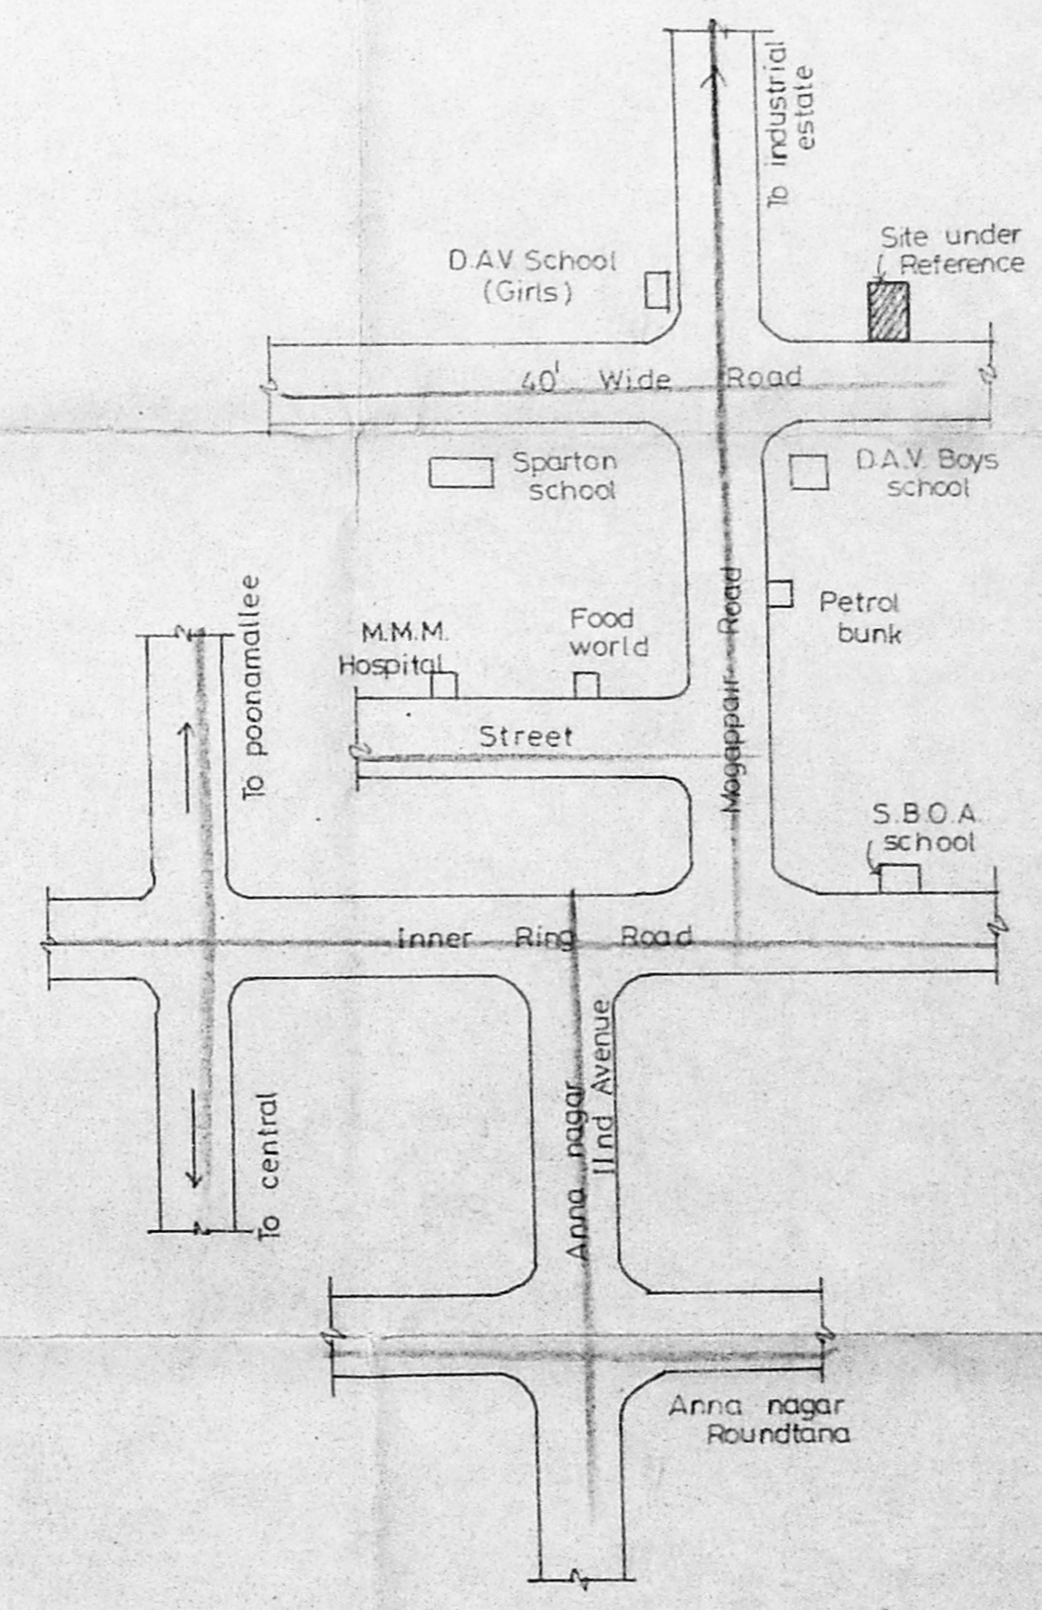 To industrial
estate
Site under
Reference
D.A.V School
(Girls)
40' Wide Road
Sparton
school
D.A.V. Boys
school
To poonamallee
M.M.M.
Hospital
Food
world
Mogappair Road
Petrol
bunk
Street
S.B.O.A.
school
Inner Ring Road
Anna nagar
IInd Avenue
To central
Anna nagar
Roundtana